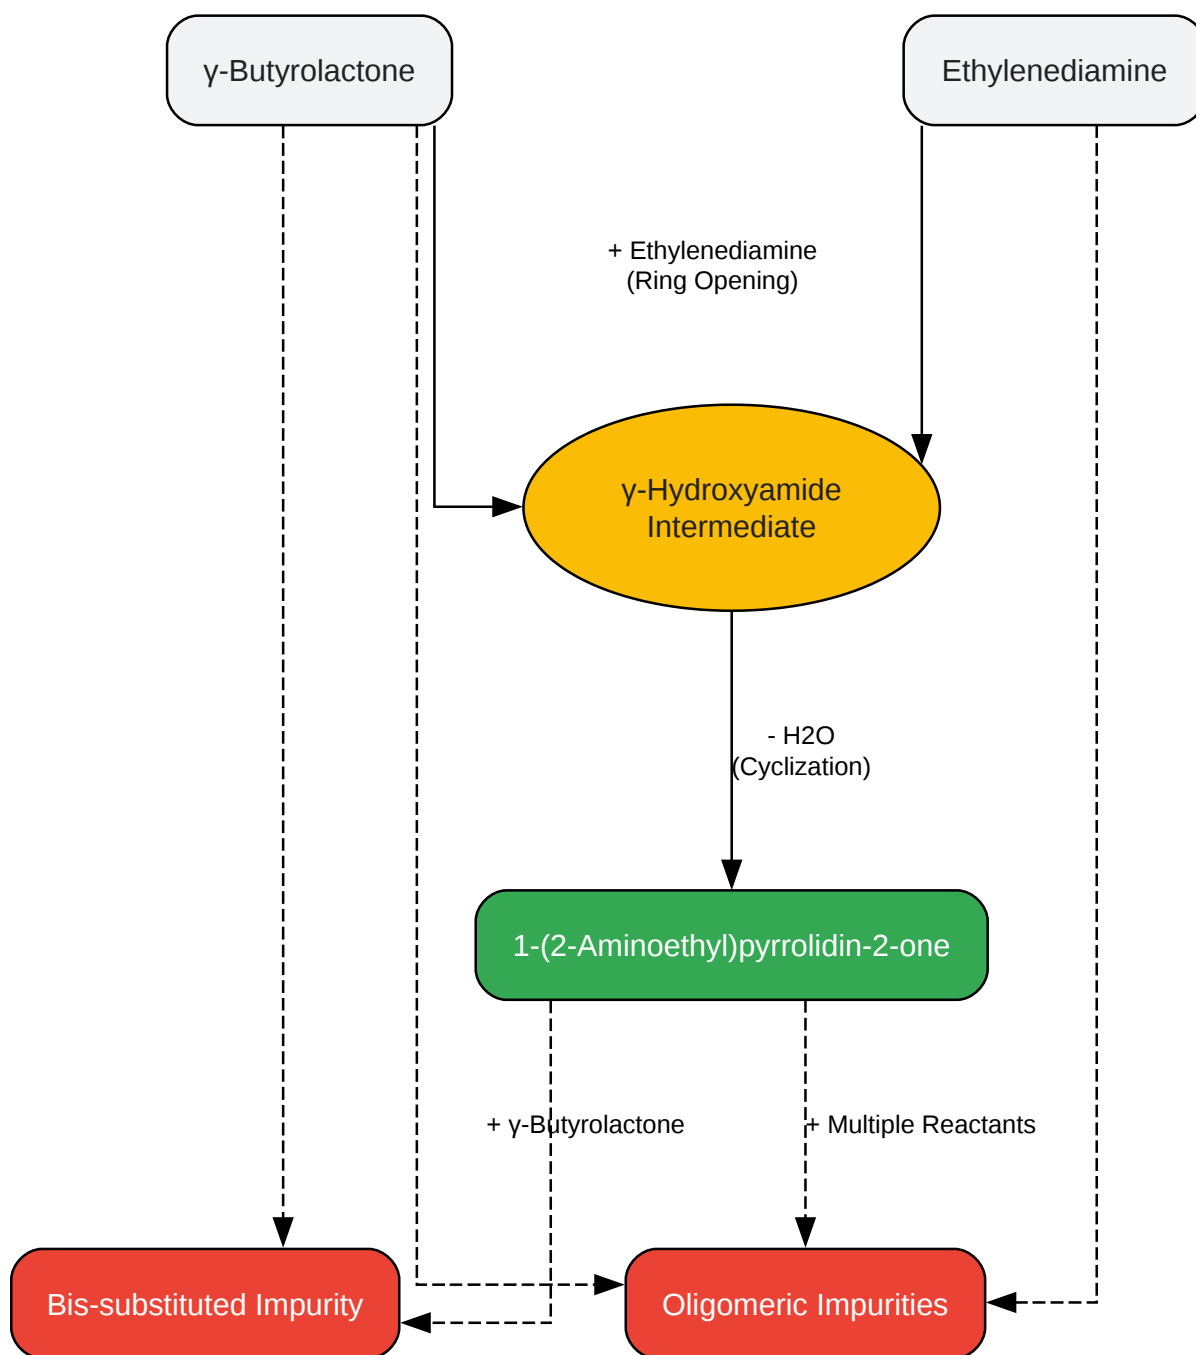 γ-Butyrolactone
Ethylenediamine
+ Ethylenediamine
(Ring Opening)
γ-Hydroxyamide
Intermediate
- H2O
(Cyclization)
1-(2-Aminoethyl)pyrrolidin-2-one
+ γ-Butyrolactone
+ Multiple Reactants
Bis-substituted Impurity
Oligomeric Impurities